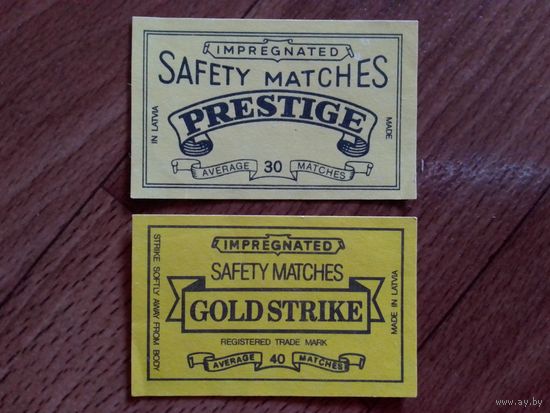 IMPREGNATED
SAFETY MATCHES
PRESTIGE
IN LATVIA
MADE
AVERAGE 30 MATCHES
IMPREGNATED
SAFETY MATCHES
GOLD STRIKE
REGISTERED TRADE MARK
AVERAGE 40 MATCHES
STRIKE SOFTLY AWAY FROM BODY
MADE IN LATVIA
www.ay.by